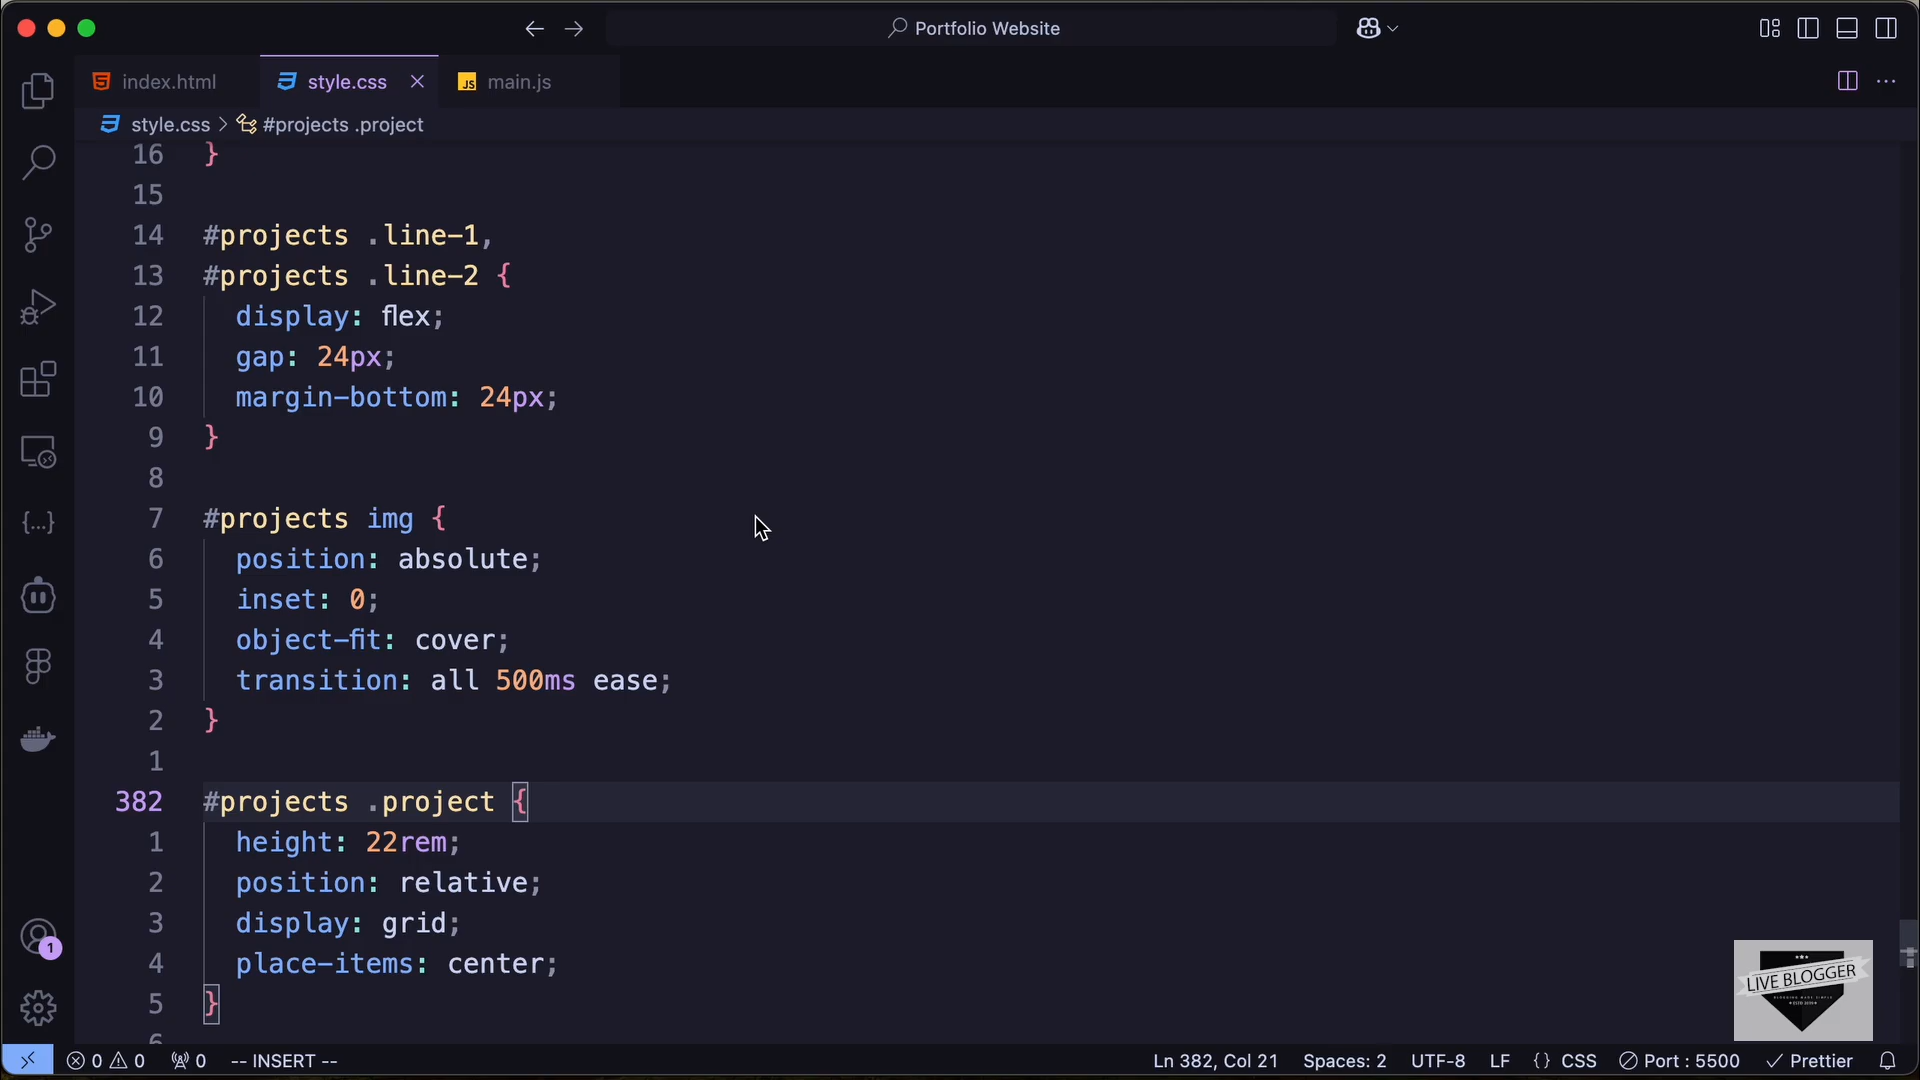 Portfolio Website
index.html
style.css
JS main.js
style.css > #projects .project
16 }
15
14 #projects .line-1,
13 #projects .line-2 {
12 display: flex;
11 gap: 24px;
10 margin-bottom: 24px;
9 }
8
7 #projects img {
6 position: absolute;
5 inset: 0;
4 object-fit: cover;
3 transition: all 500ms ease;
2 }
1
382 #projects .project {
1 height: 22rem;
2 position: relative;
3 display: grid;
4 place-items: center;
5 }
6
1
LIVE BLOGGER
0 0 0 -- INSERT -- Ln 382, Col 21 Spaces: 2 UTF-8 LF {} CSS Port : 5500 Prettier